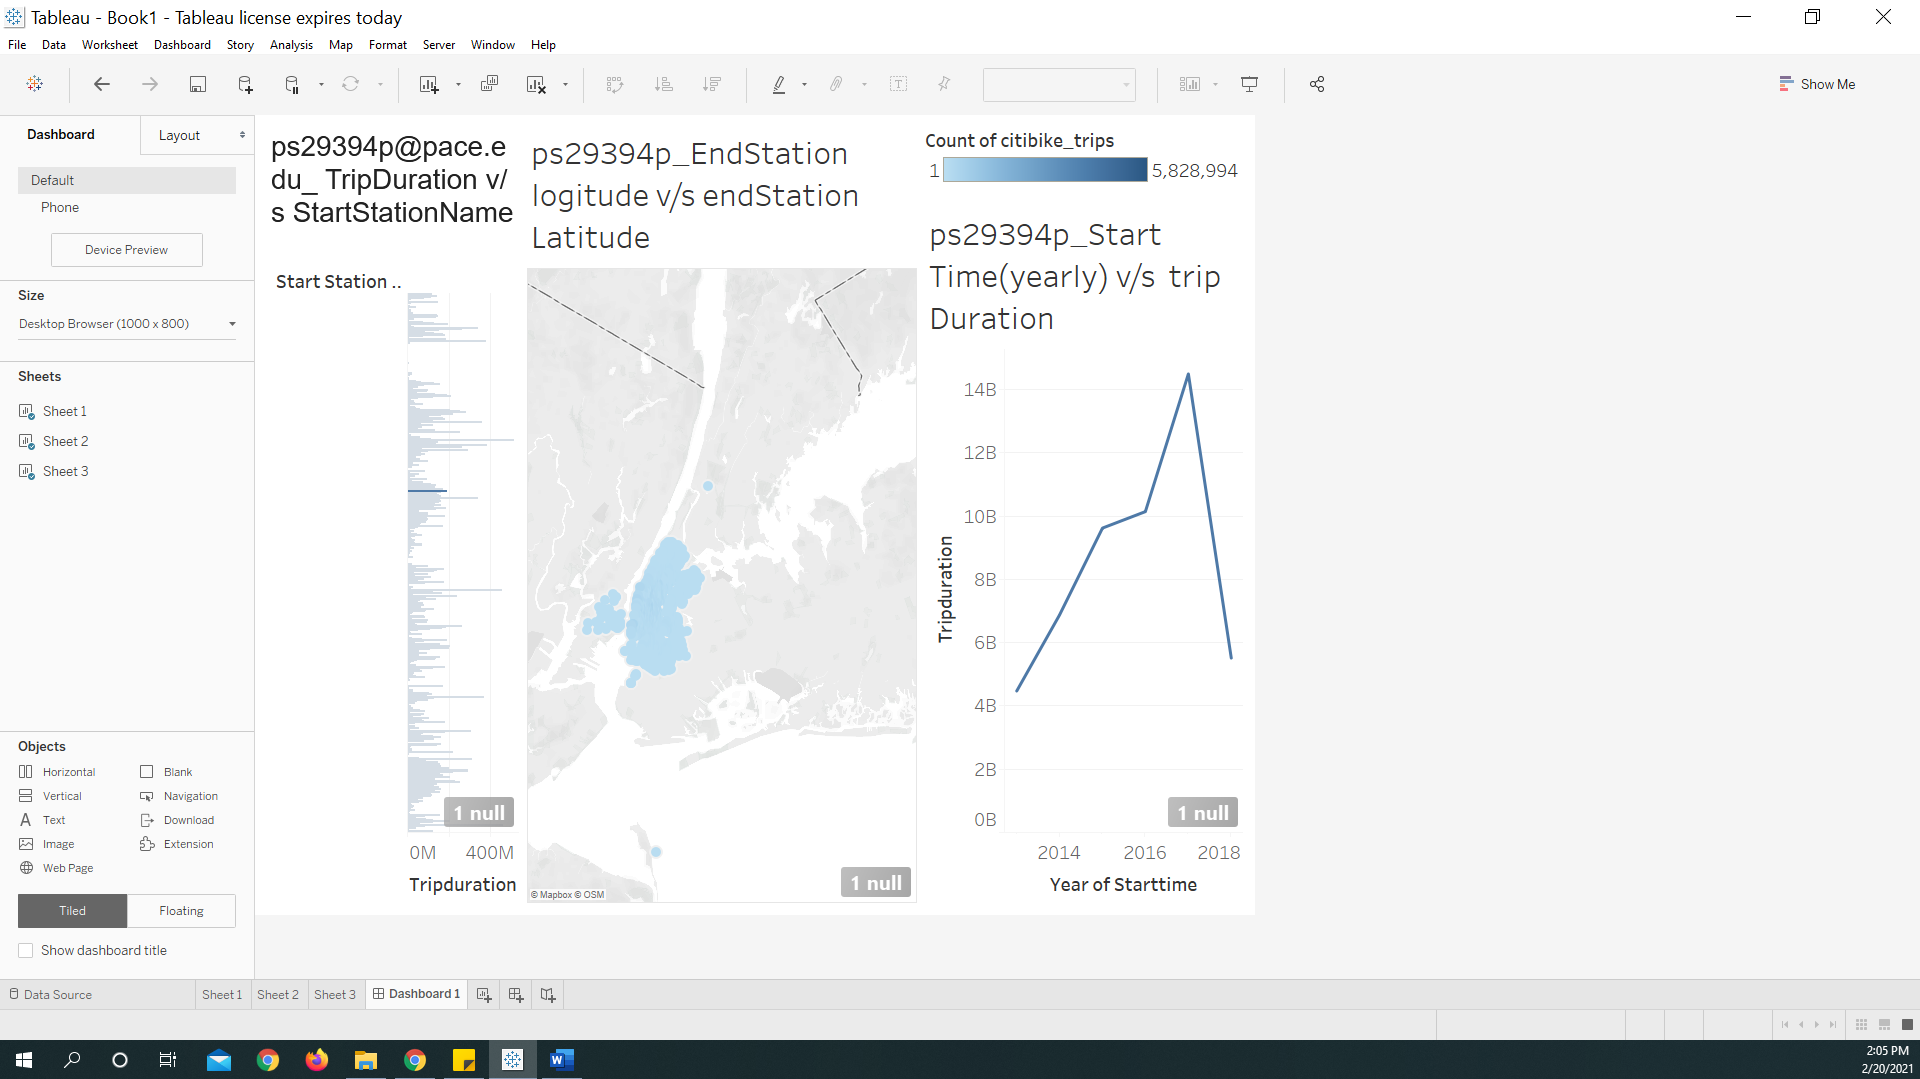 Tableau - Book1 - Tableau license expires today
File Data Worksheet Dashboard Story Analysis Map Format Server Window Help
Show Me
Dashboard
Layout
Default
Phone
Device Preview
Size
Desktop Browser (1000 x 800)
Sheets
Sheet 1
Sheet 2
Sheet 3
Objects
Horizontal
Blank
Vertical
Navigation
Text
Download
Image
Extension
Web Page
Tiled
Floating
Show dashboard title
ps29394p@pace.e
du_ TripDuration v/
s StartStationName
Start Station ..
1 null
0M
400M
Tripduration
ps29394p_EndStation
logitude v/s endStation
Latitude
© Mapbox © OSM
1 null
Count of citibike_trips
1
5,828,994
ps29394p_Start
Time(yearly) v/s trip
Duration
14B
12B
10B
8B
6B
4B
2B
0B
Tripduration
1 null
2014
2016
2018
Year of Starttime
Data Source
Sheet 1
Sheet 2
Sheet 3
Dashboard 1
2:05 PM
2/20/2021